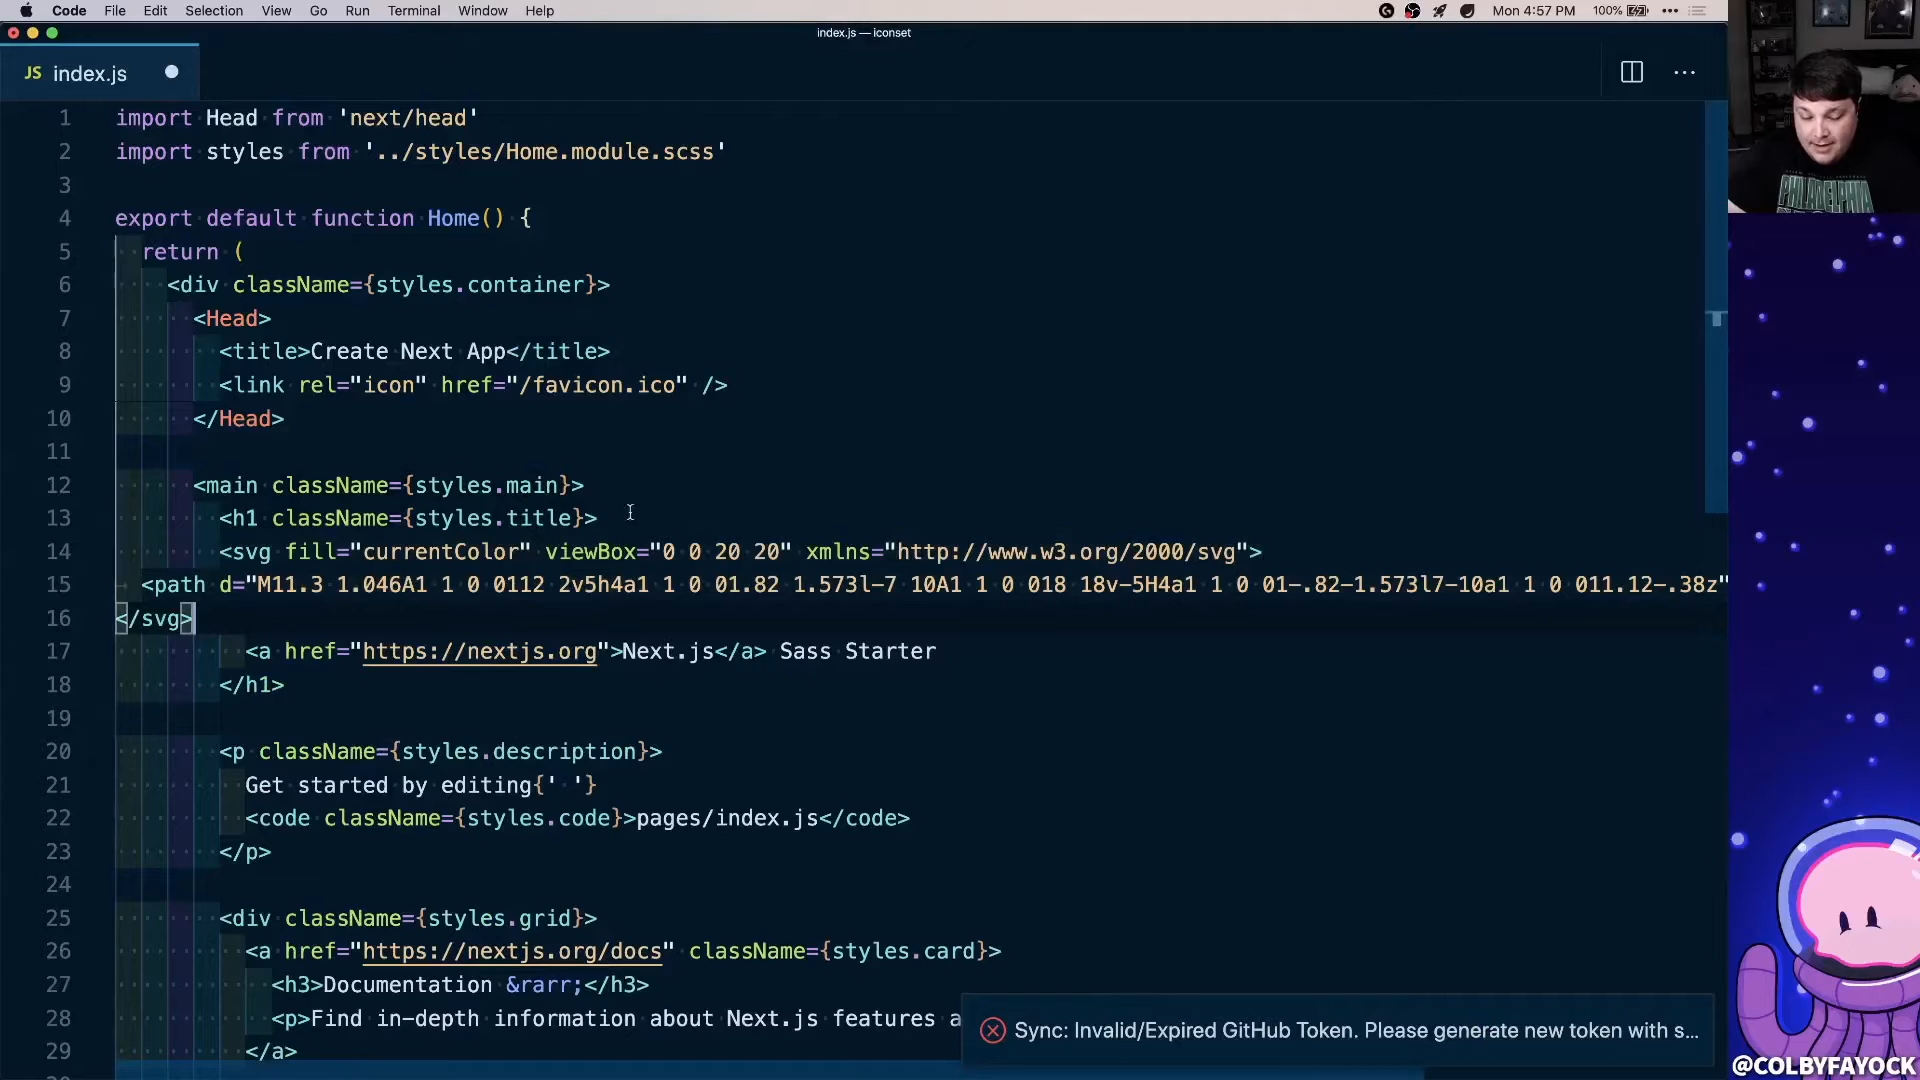 Code File Edit Selection View Go Run Terminal Window Help Mon 4:57 PM 100%
index.js — iconset
JS index.js
1 import Head from 'next/head'
2 import styles from '../styles/Home.module.scss'
3
4 export default function Home() {
5 return (
6 <div className={styles.container}>
7 <Head>
8 <title>Create Next App</title>
9 <link rel="icon" href="/favicon.ico" />
10 </Head>
11
12 <main className={styles.main}>
13 <h1 className={styles.title}>
14 <svg fill="currentColor" viewBox="0 0 20 20" xmlns="http://www.w3.org/2000/svg">
15 <path d="M11.3 1.046A1 1 0 0112 2v5h4a1 1 0 01.82 1.573l-7 10A1 1 0 018 18v-5H4a1 1 0 01-.82-1.573l7-10a1 1 0 011.12-.38z"
16 </svg>
17 <a href="https://nextjs.org">Next.js</a> Sass Starter
18 </h1>
19
20 <p className={styles.description}>
21 Get started by editing{' '}
22 <code className={styles.code}>pages/index.js</code>
23 </p>
24
25 <div className={styles.grid}>
26 <a href="https://nextjs.org/docs" className={styles.card}>
27 <h3>Documentation &rarr;</h3>
28 <p>Find in-depth information about Next.js features a
29 </a>
Sync: Invalid/Expired GitHub Token. Please generate new token with s...
PHILADELPHIA
@COLBYFAYOCK